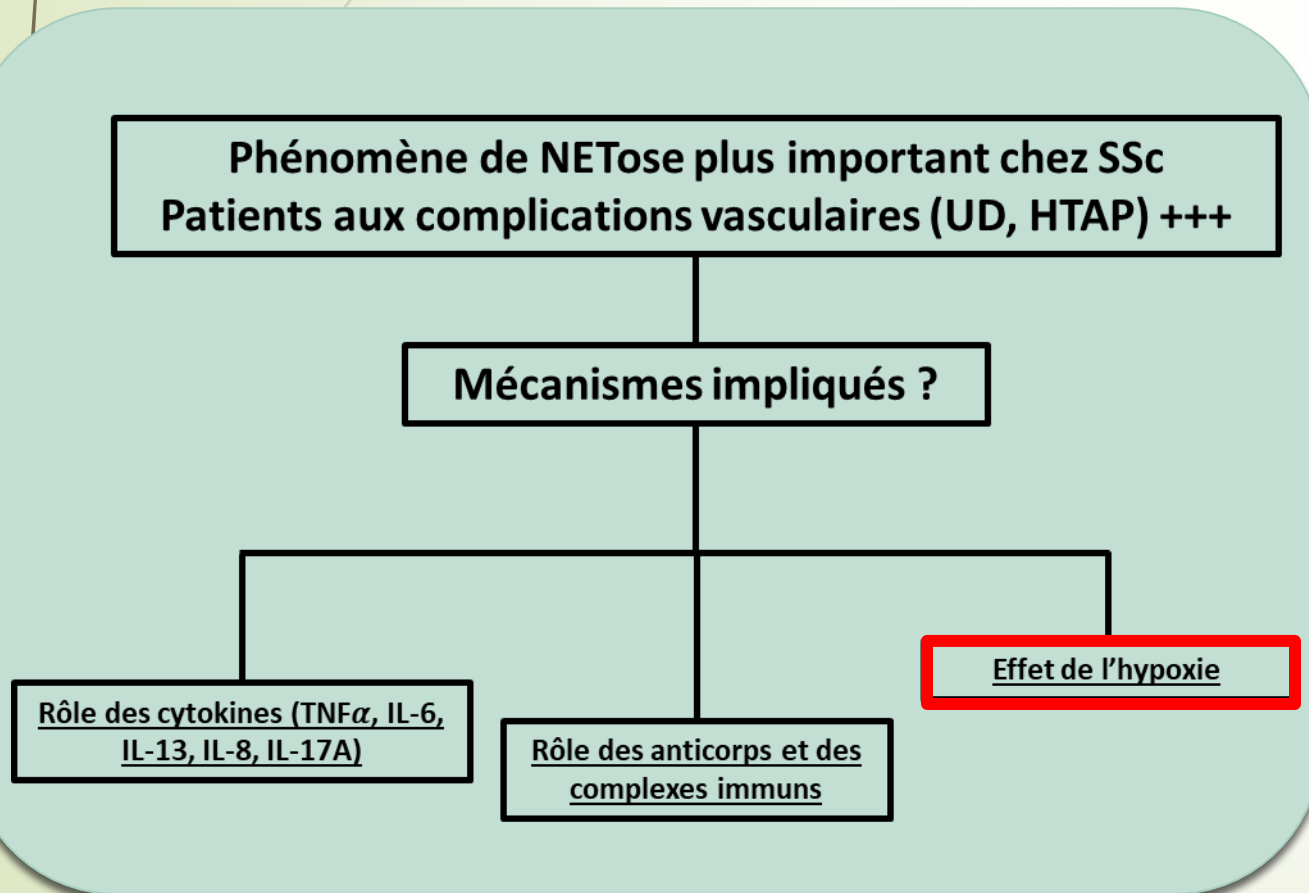 Phénomène de NETose plus important chez SSc
Patients aux complications vasculaires (UD, HTAP) +++
Mécanismes impliqués ?
Rôle des cytokines (TNF𝛼, IL-6,
IL-13, IL-8, IL-17A)
Rôle des anticorps et des
complexes immuns
Effet de l’hypoxie